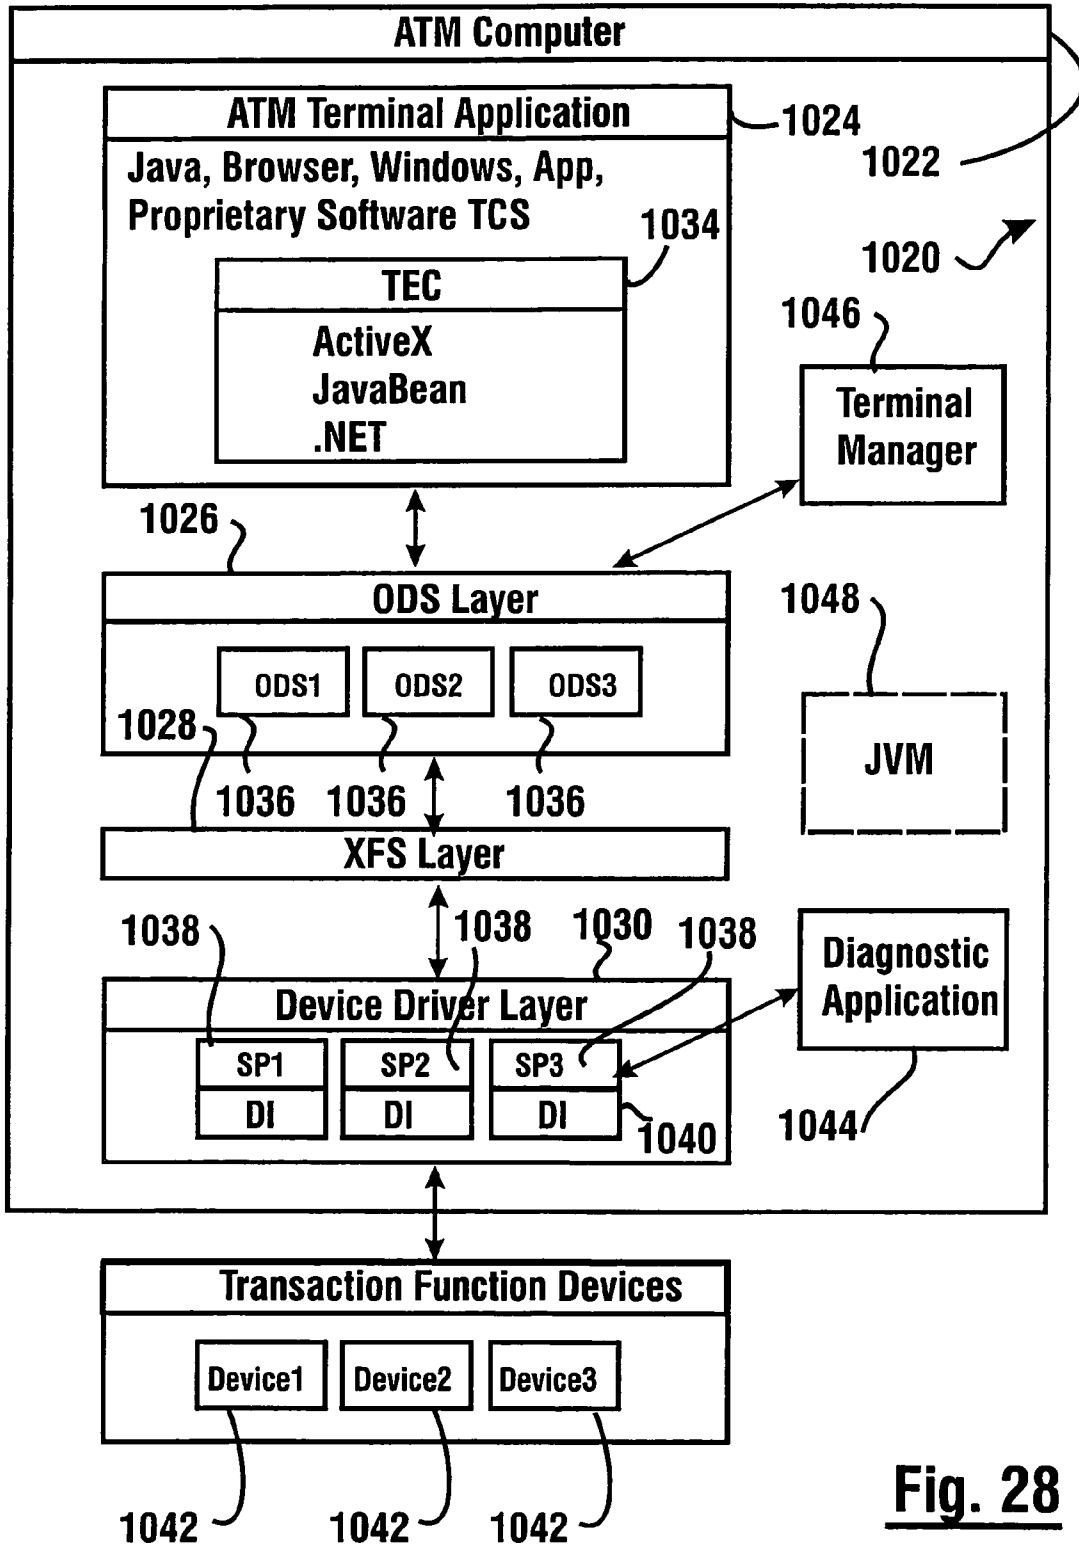 ATM Computer
ATM Terminal Application
1024
1022
Java, Browser, Windows, App,
Proprietary Software TCS
1034
1020
TEC
ActiveX
JavaBean
.NET
1046
Terminal
Manager
1026
ODS Layer
1048
ODS1
ODS2
ODS3
1028
1036
1036
1036
JVM
XFS Layer
1038
1038
1030
1038
Device Driver Layer
Diagnostic
Application
SP1
SP2
SP3
DI
DI
DI
1040
1044
Transaction Function Devices
Device1
Device2
Device3
1042
1042
1042
Fig. 28